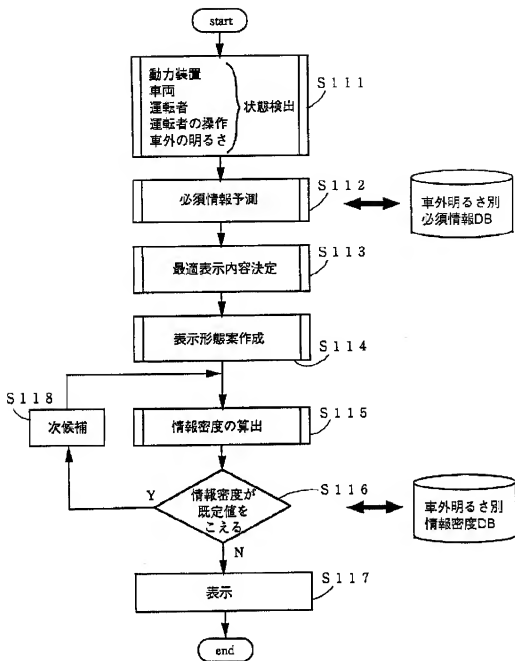 start
動力装置
車両
運転者
運転者の操作
車外の明るさ
状態検出
S111
必須情報予測
S112
車外明るさ別
必須情報DB
最適表示内容決定
S113
表示形態案作成
S114
S118
次候補
情報密度の算出
S115
Y
情報密度が
既定値を
こえる
S116
車外明るさ別
情報密度DB
N
表示
S117
end